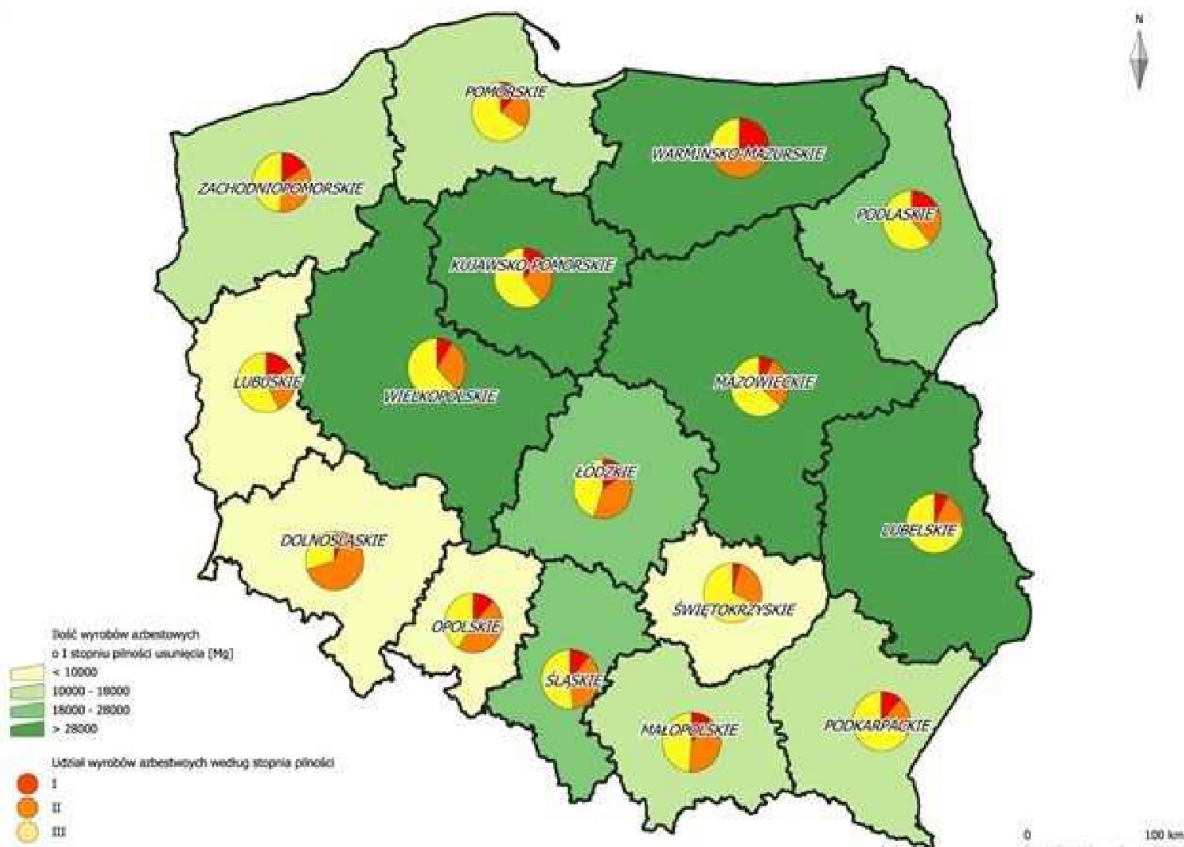 N
POMORSKIE
WARMIŃSKO-MAZURSKIE
ZACHODNIOPOMORSKIE
PODLASKIE
KUJAWSKO-POMORSKIE
LUBUSKIE
WIELKOPOLSKIE
MAZOWIECKIE
ŁÓDZKIE
LUBELSKIE
DOLNOŚLĄSKIE
OPOLSKIE
ŚWIĘTOKRZYSKIE
ŚLĄSKIE
MAŁOPOLSKIE
PODKARPACKIE
Ilość wyrobów azbestowych
o I stopniu pilności usunięcia [Mg]
< 10000
10000 - 18000
18000 - 28000
> 28000
Udział wyrobów azbestwoych według stopnia pilności
I
II
III
0 100 km